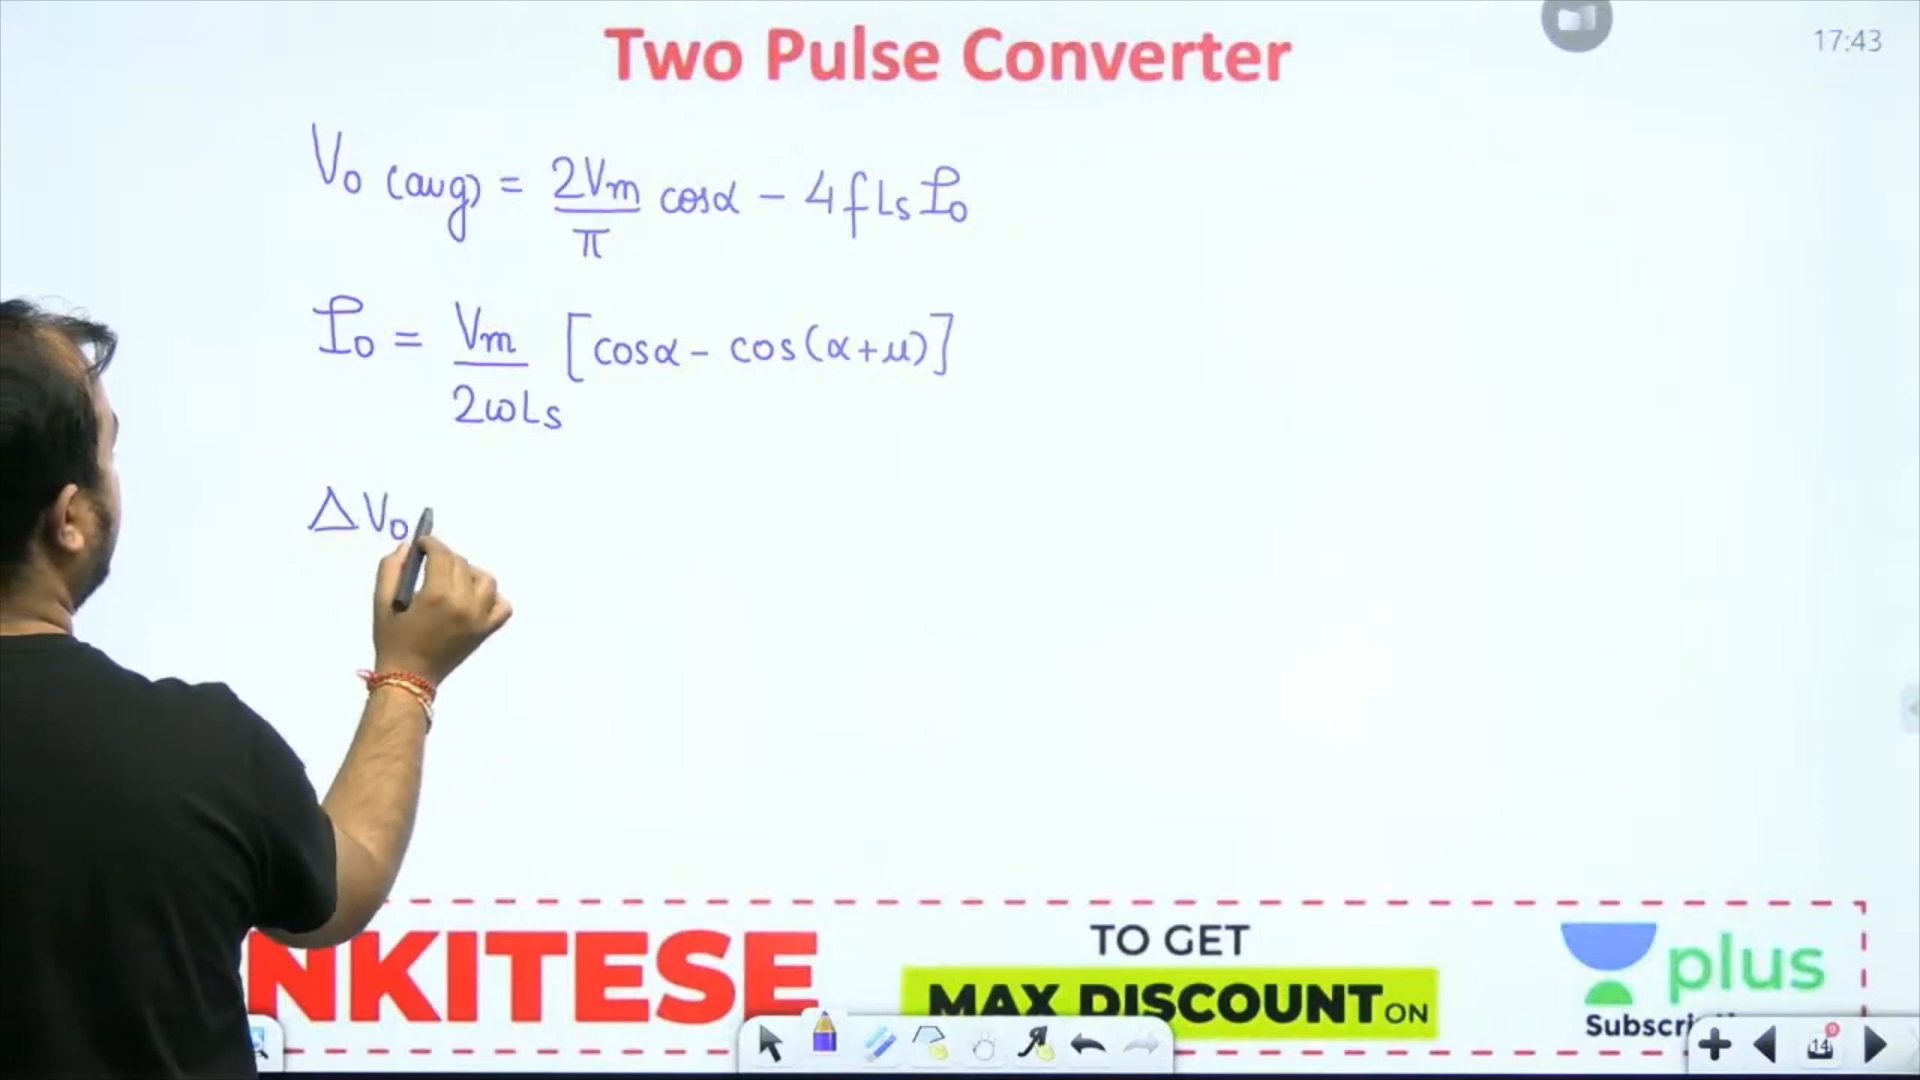 Two Pulse Converter
17:43
V₀ (avg) = 2Vm/π cosα - 4fLs I₀
I₀ = Vm/2ωLs [cosα - cos(α+μ)]
ΔV₀
NKITESE
TO GET
MAX DISCOUNT ON
plus
14